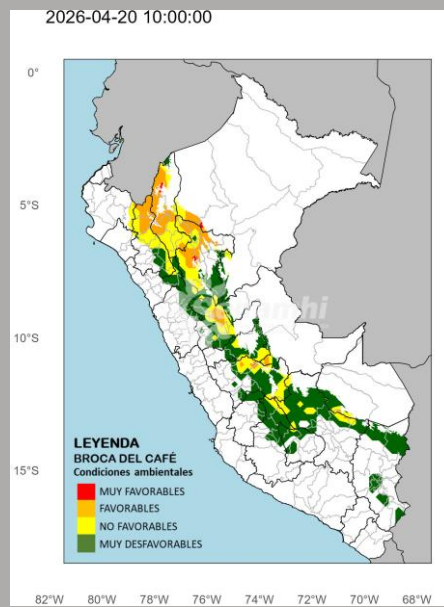 2026-04-20 10:00:00
0°
5°S
10°S
15°S
senamhi
LEYENDA
BROCA DEL CAFÉ
Condiciones ambientales
MUY FAVORABLES
FAVORABLES
NO FAVORABLES
MUY DESFAVORABLES
82°W 80°W 78°W 76°W 74°W 72°W 70°W 68°W